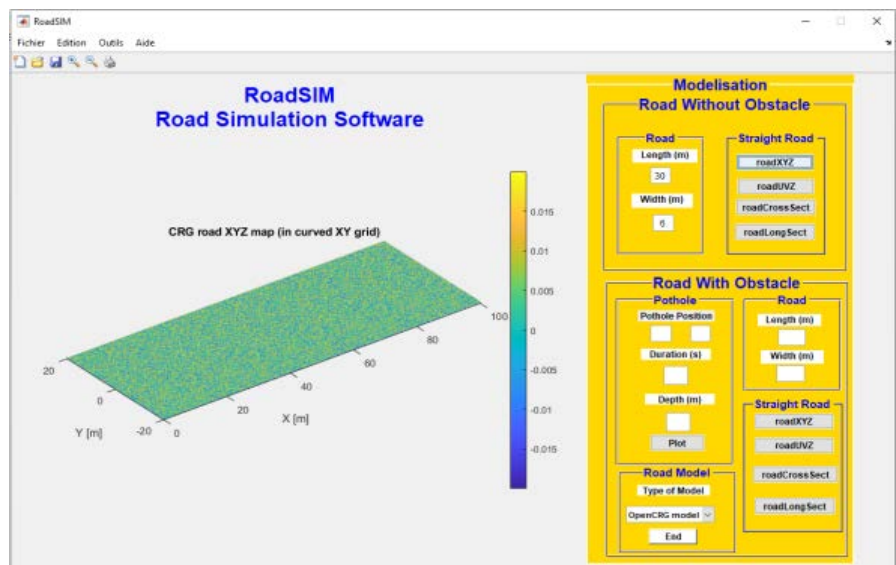 RoadSIM
Fichier Edition Outils Aide
RoadSIM
Road Simulation Software
CRG road XYZ map (in curved XY grid)
20
0
-20
Y [m]
0
20
40
60
80
100
X [m]
0.015
0.01
0.005
0
-0.005
-0.01
-0.015
Modelisation
Road Without Obstacle
Road
Length (m)
30
Width (m)
6
Straight Road
roadXYZ
roadUVZ
roadCrossSect
roadLongSect
Road With Obstacle
Pothole
Pothole Position
Duration (s)
Depth (m)
Plot
Road
Length (m)
Width (m)
Straight Road
roadXYZ
roadUVZ
roadCrossSect
roadLongSect
Road Model
Type of Model
OpenCRG model
End